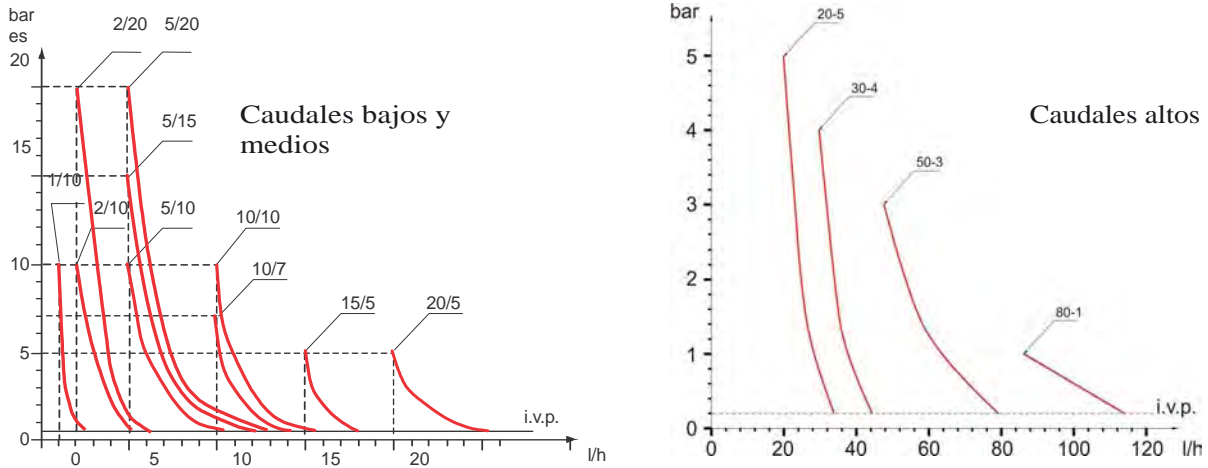 bar
es
2/20 5/20
20
Caudales bajos y
medios
5/15
15
1/10
2/10
5/10
10/10
10
10/7
15/5
20/5
5
i.v.p.
0
0 5 10 15 20 l/h
bar
20-5
5
30-4
Caudales altos
4
50-3
3
2
80-1
1
i.v.p.
0
0 20 40 60 80 100 120 l/h